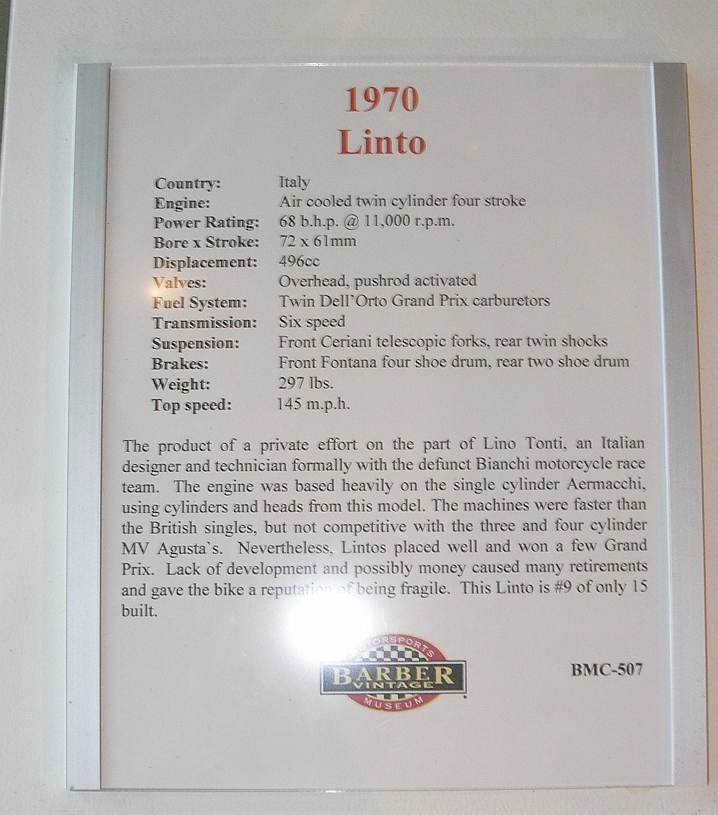 1970
Linto
Country: Italy
Engine: Air cooled twin cylinder four stroke
Power Rating: 68 b.h.p. @ 11,000 r.p.m.
Bore x Stroke: 72 x 61mm
Displacement: 496cc
Valves: Overhead, pushrod activated
Fuel System: Twin Dell'Orto Grand Prix carburetors
Transmission: Six speed
Suspension: Front Ceriani telescopic forks, rear twin shocks
Brakes: Front Fontana four shoe drum, rear two shoe drum
Weight: 297 lbs.
Top speed: 145 m.p.h.
The product of a private effort on the part of Lino Tonti, an Italian
designer and technician formally with the defunct Bianchi motorcycle race
team. The engine was based heavily on the single cylinder Aermacchi,
using cylinders and heads from this model. The machines were faster than
the British singles, but not competitive with the three and four cylinder
MV Agusta`s. Nevertheless, Lintos placed well and won a few Grand
Prix. Lack of development and possibly money caused many retirements
and gave the bike a reputation of being fragile. This Linto is #9 of only 15
built.
MOTORSPORTS
BARBER
VINTAGE
MUSEUM
BMC-507